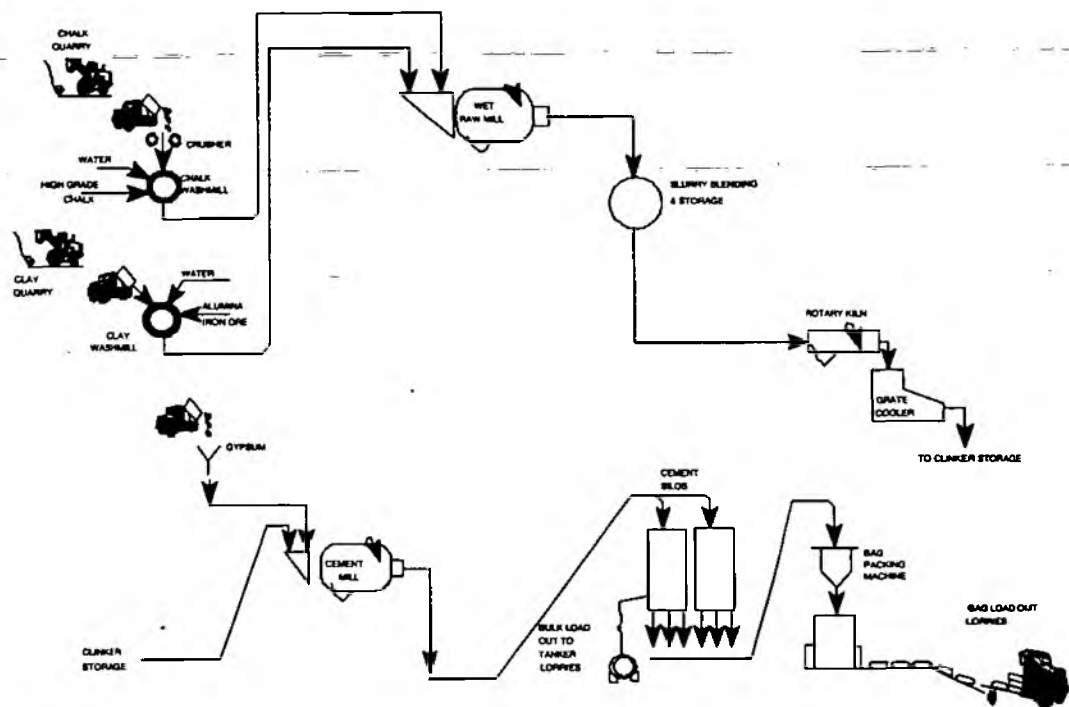 CHALK
QUARRY
CRUSHER
WATER
HIGH GRADE
CHALK
CHALK
WASHMILL
WET
RAW MILL
SLURRY BLENDING
& STORAGE
CLAY
QUARRY
WATER
ALUMINA
IRON ORE
CLAY
WASHMILL
ROTARY KILN
GRATE
COOLER
TO CLINKER STORAGE
GYPSUM
CEMENT
MILL
CLINKER
STORAGE
CEMENT
SILOS
BULK LOAD
OUT TO
TANKER
LORRIES
BAG
PACKING
MACHINE
BAG LOAD OUT
LORRIES